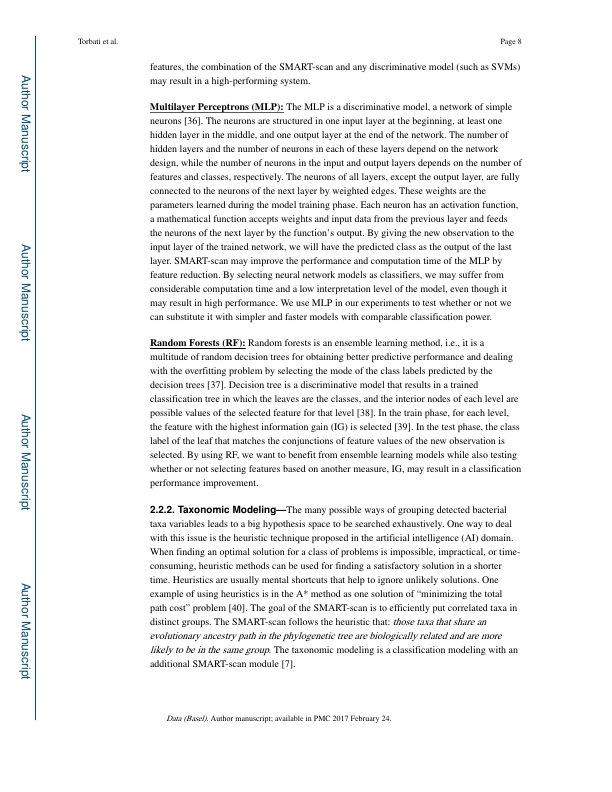 Torbati et al.
Page 8
features, the combination of the SMART-scan and any discriminative model (such as SVMs)
may result in a high-performing system.
Multilayer Perceptrons (MLP): The MLP is a discriminative model, a network of simple
neurons [36]. The neurons are structured in one input layer at the beginning, at least one
hidden layer in the middle, and one output layer at the end of the network. The number of
hidden layers and the number of neurons in each of these layers depend on the network
design, while the number of neurons in the input and output layers depends on the number of
features and classes, respectively. The neurons of all layers, except the output layer, are fully
connected to the neurons of the next layer by weighted edges. These weights are the
parameters learned during the model training phase. Each neuron has an activation function,
a mathematical function accepts weights and input data from the previous layer and feeds
the neurons of the next layer by the function's output. By giving the new observation to the
input layer of the trained network, we will have the predicted class as the output of the last
layer. SMART-scan may improve the performance and computation time of the MLP by
feature reduction. By selecting neural network models as classifiers, we may suffer from
considerable computation time and a low interpretation level of the model, even though it
may result in high performance. We use MLP in our experiments to test whether or not we
can substitute it with simpler and faster models with comparable classification power.
Random Forests (RF): Random forests is an ensemble learning method, i.e., it is a
multitude of random decision trees for obtaining better predictive performance and dealing
with the overfitting problem by selecting the mode of the class labels predicted by the
decision trees [37]. Decision tree is a discriminative model that results in a trained
classification tree in which the leaves are the classes, and the interior nodes of each level are
possible values of the selected feature for that level [38]. In the train phase, for each level,
the feature with the highest information gain (IG) is selected [39]. In the test phase, the class
label of the leaf that matches the conjunctions of feature values of the new observation is
selected. By using RF, we want to benefit from ensemble learning models while also testing
whether or not selecting features based on another measure, IG, may result in a classification
performance improvement.
2.2.2. Taxonomic Modeling—The many possible ways of grouping detected bacterial
taxa variables leads to a big hypothesis space to be searched exhaustively. One way to deal
with this issue is the heuristic technique proposed in the artificial intelligence (AI) domain.
When finding an optimal solution for a class of problems is impossible, impractical, or time-
consuming, heuristic methods can be used for finding a satisfactory solution in a shorter
time. Heuristics are usually mental shortcuts that help to ignore unlikely solutions. One
example of using heuristics is in the A* method as one solution of “minimizing the total
path cost” problem [40]. The goal of the SMART-scan is to efficiently put correlated taxa in
distinct groups. The SMART-scan follows the heuristic that: those taxa that share an
evolutionary ancestry path in the phylogenetic tree are biologically related and are more
likely to be in the same group. The taxonomic modeling is a classification modeling with an
additional SMART-scan module [7].
Data (Basel). Author manuscript; available in PMC 2017 February 24.
Author Manuscript
Author Manuscript
Author Manuscript
Author Manuscript